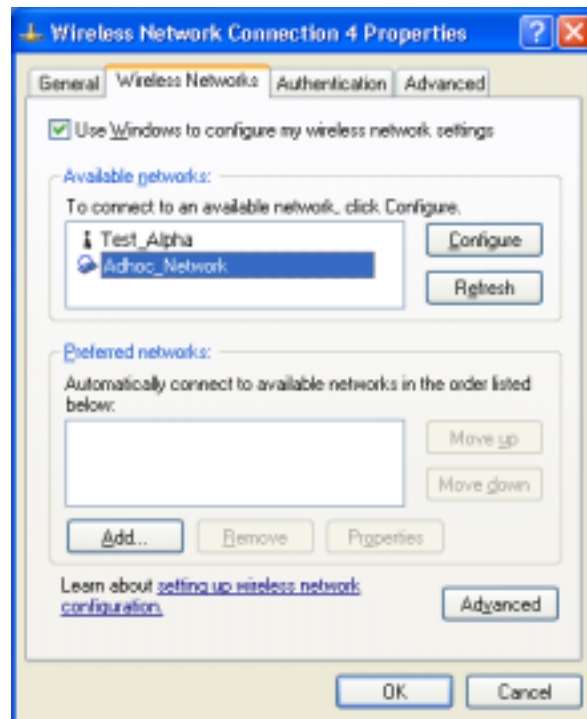 Wireless Network Connection 4 Properties
General Wireless Networks Authentication Advanced
Use Windows to configure my wireless network settings
Available networks:
To connect to an available network, click Configure.
Test_Alpha
Adhoc_Network
Configure
Refresh
Preferred networks:
Automatically connect to available networks in the order listed
below:
Move up
Move down
Add... Remove Properties
Learn about setting up wireless network
configuration.
Advanced
OK Cancel